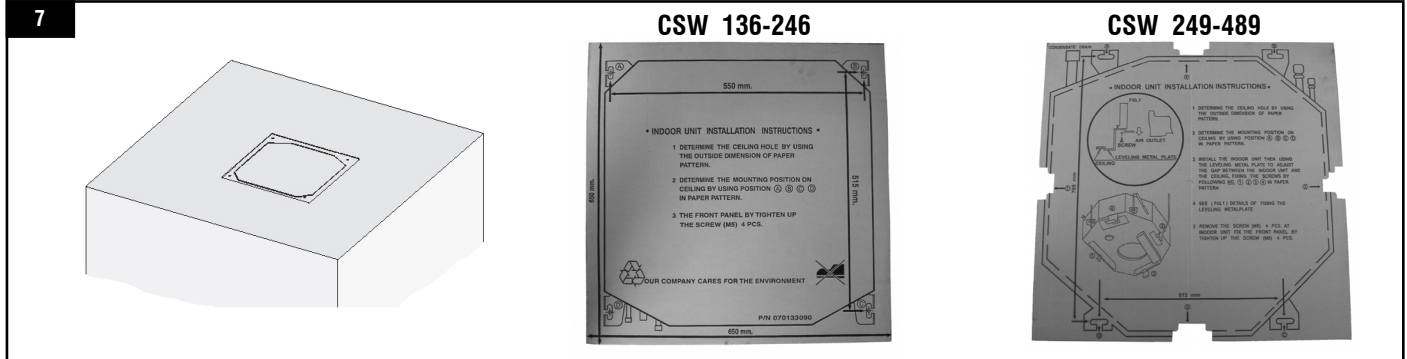 7
CSW 136-246
CSW 249-489
A
B
550 mm.
• INDOOR UNIT INSTALLATION INSTRUCTIONS •
1 DETERMINE THE CEILING HOLE BY USING
THE OUTSIDE DIMENSION OF PAPER
PATTERN.
2 DETERMINE THE MOUNTING POSITION ON
CEILING BY USING POSITION Ⓐ Ⓑ Ⓒ Ⓓ
IN PAPER PATTERN.
3 THE FRONT PANEL BY TIGHTEN UP
THE SCREW (M5) 4 PCS.
515 mm.
OUR COMPANY CARES FOR THE ENVIRONMENT
P/N 070133090
650 mm.
CONDENSATE DRAIN
• INDOOR UNIT INSTALLATION INSTRUCTIONS •
FIG.1
AIR OUTLET
SCREW
LEVELING METAL PLATE
CEILING
1 DETERMINE THE CEILING HOLE BY USING
THE OUTSIDE DIMENSION OF PAPER
PATTERN.
2 DETERMINE THE MOUNTING POSITION ON
CEILING BY USING POSITION Ⓐ Ⓑ Ⓒ Ⓓ
IN PAPER PATTERN.
3 INSTALL THE INDOOR UNIT THEN USING
THE LEVELING METAL PLATE TO ADJUST
THE GAP BETWEEN THE INDOOR UNIT AND
THE CEILING, FIXING THE SCREWS BY
FOLLOWING NO. ① ② ③ ④ IN PAPER
PATTERN
4 SEE (FIG.1) DETAILS OF FIXING THE
LEVELING METALPLATE
5 REMOVE THE SCREW (M5) 4 PCS. AT
INDOOR UNIT FIX THE FRONT PANEL BY
TIGHTEN UP THE SCREW (M5) 4 PCS.